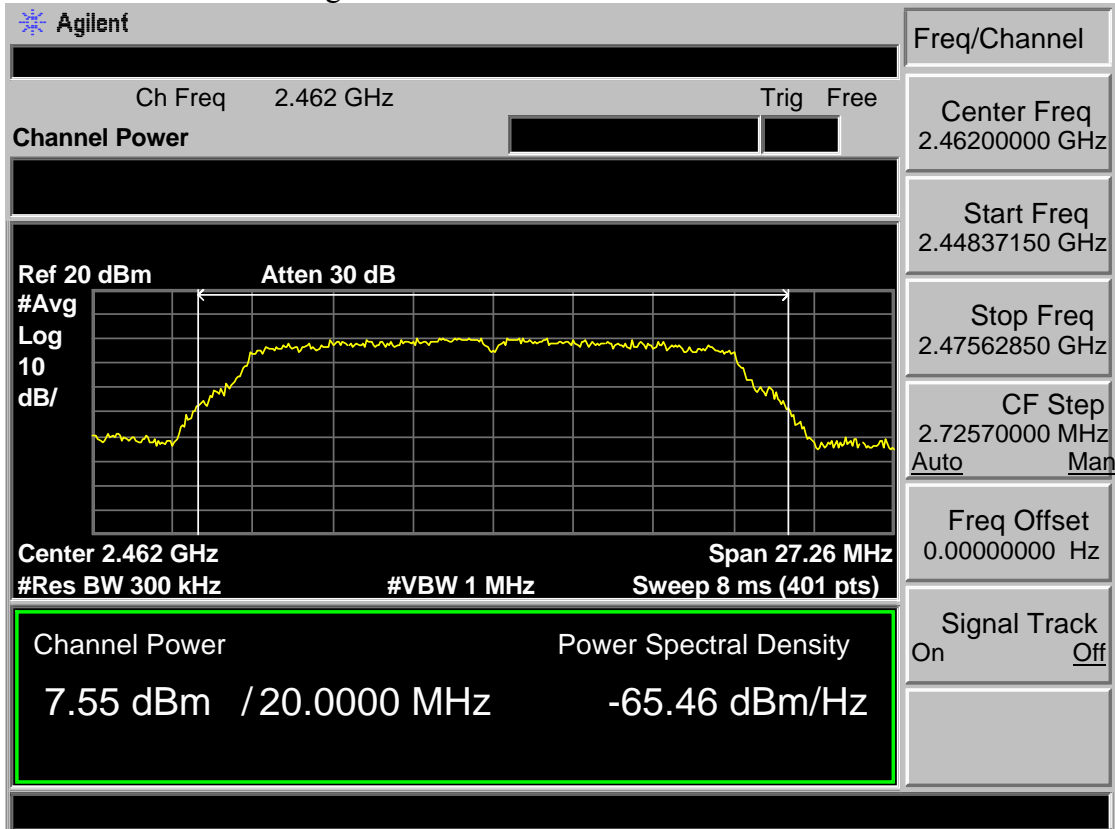 Agilent
Freq/Channel
Ch Freq 2.462 GHz Trig Free
Channel Power
Center Freq
2.46200000 GHz
Start Freq
2.44837150 GHz
Stop Freq
2.47562850 GHz
CF Step
2.72570000 MHz
Auto Man
Freq Offset
0.00000000 Hz
Signal Track
On Off
Ref 20 dBm Atten 30 dB
#Avg
Log
10
dB/
Center 2.462 GHz Span 27.26 MHz
#Res BW 300 kHz #VBW 1 MHz Sweep 8 ms (401 pts)
Channel Power Power Spectral Density
7.55 dBm / 20.0000 MHz -65.46 dBm/Hz